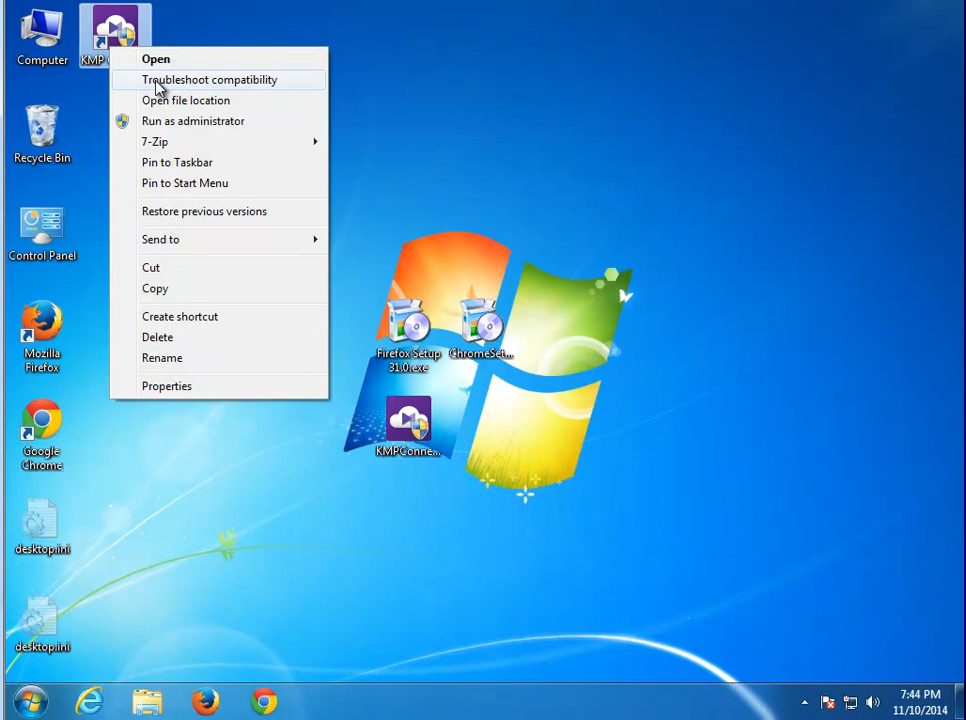 Computer
KMP
Open
Troubleshoot compatibility
Open file location
Run as administrator
7-Zip
Pin to Taskbar
Pin to Start Menu
Restore previous versions
Send to
Cut
Copy
Create shortcut
Delete
Rename
Properties
Recycle Bin
Control Panel
Mozilla
Firefox
Google
Chrome
desktop.ini
desktop.ini
Firefox Setup
31.0.exe
ChromeSet...
KMPConne...
7:44 PM
11/10/2014